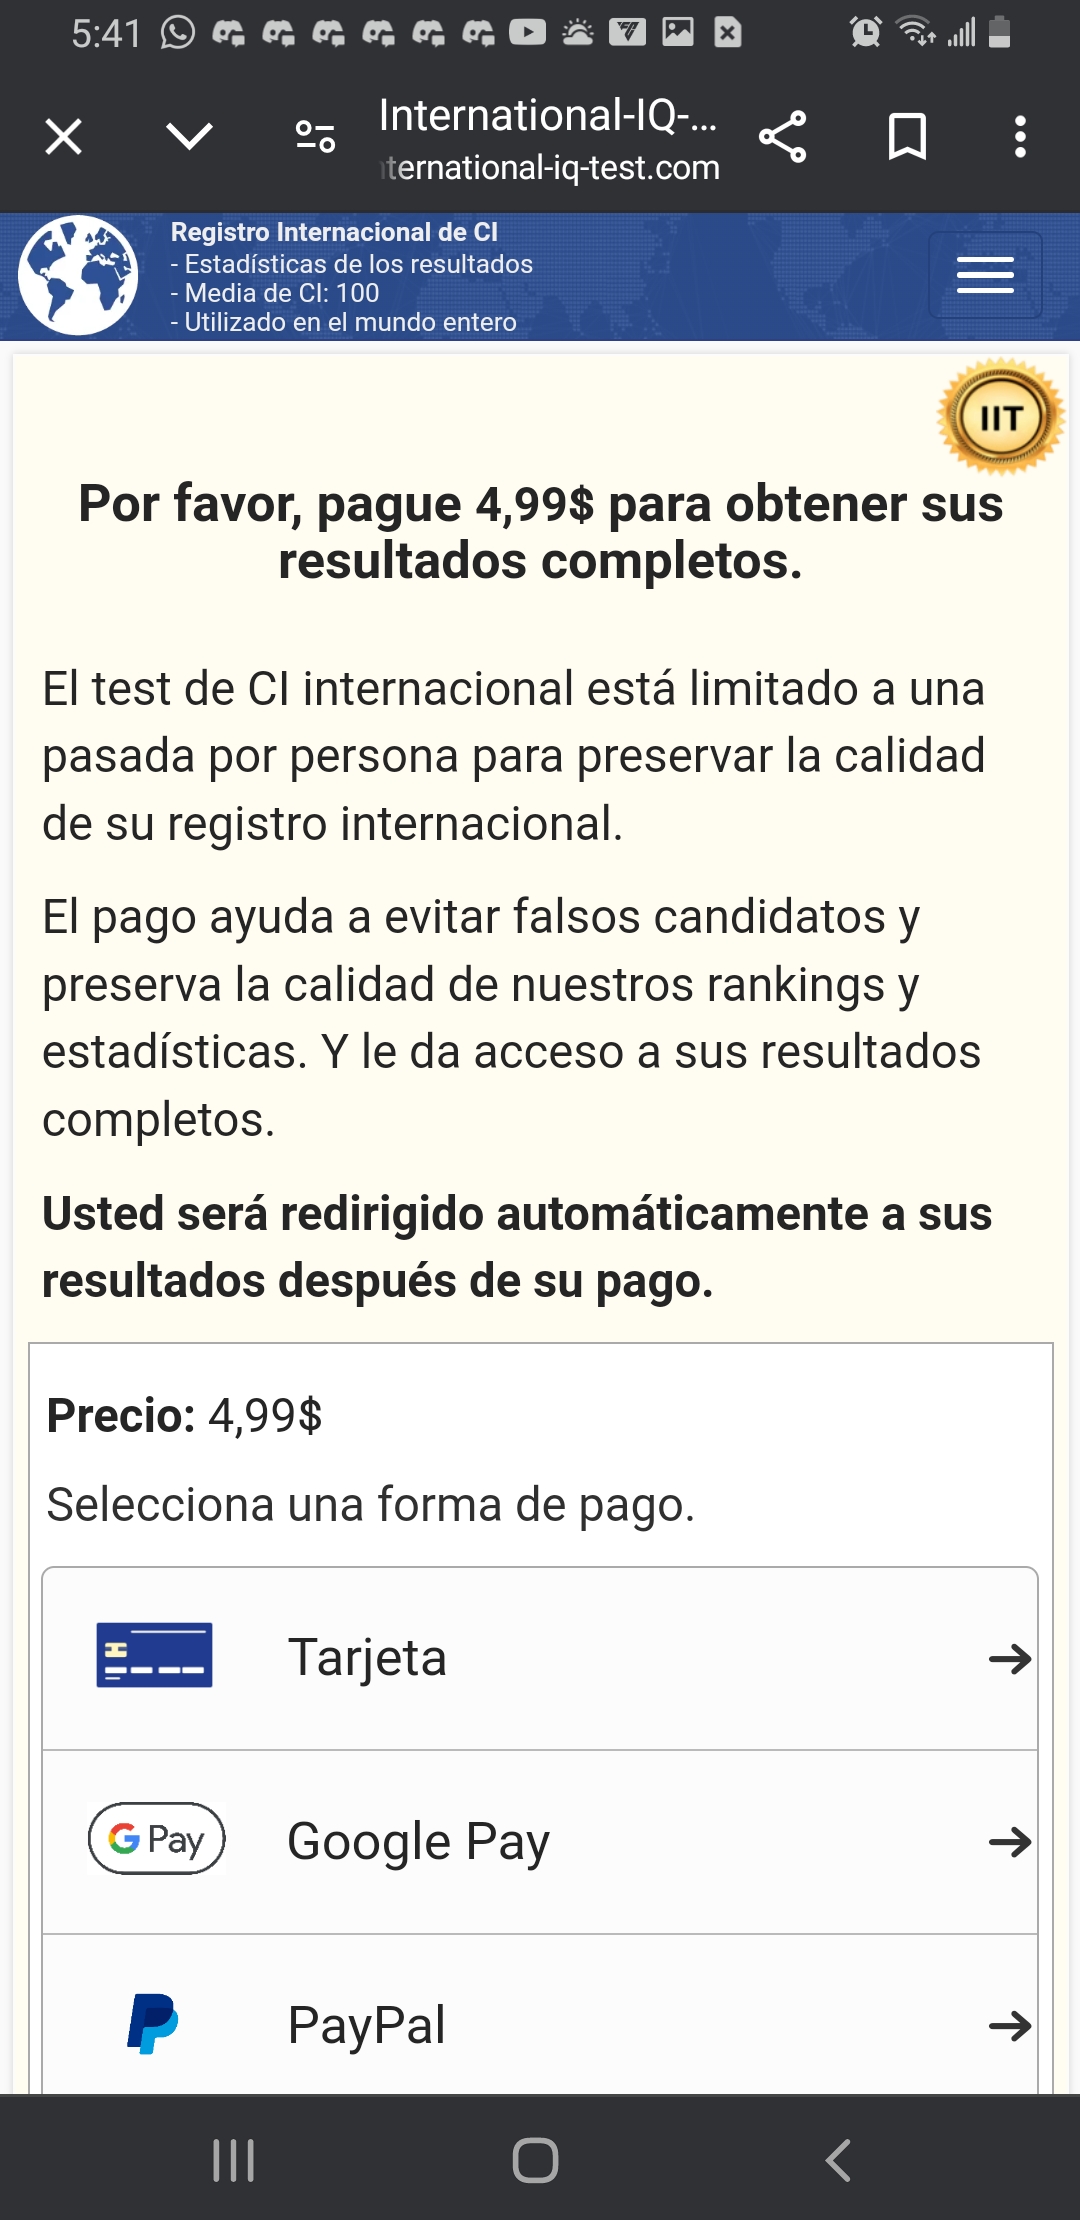 5:41
International-IQ-...
ternational-iq-test.com
Registro Internacional de CI
- Estadísticas de los resultados
- Media de CI: 100
- Utilizado en el mundo entero
IIT
Por favor, pague 4,99$ para obtener sus
resultados completos.
El test de CI internacional está limitado a una
pasada por persona para preservar la calidad
de su registro internacional.
El pago ayuda a evitar falsos candidatos y
preserva la calidad de nuestros rankings y
estadísticas. Y le da acceso a sus resultados
completos.
Usted será redirigido automáticamente a sus
resultados después de su pago.
Precio: 4,99$
Selecciona una forma de pago.
Tarjeta
G Pay Google Pay
PayPal